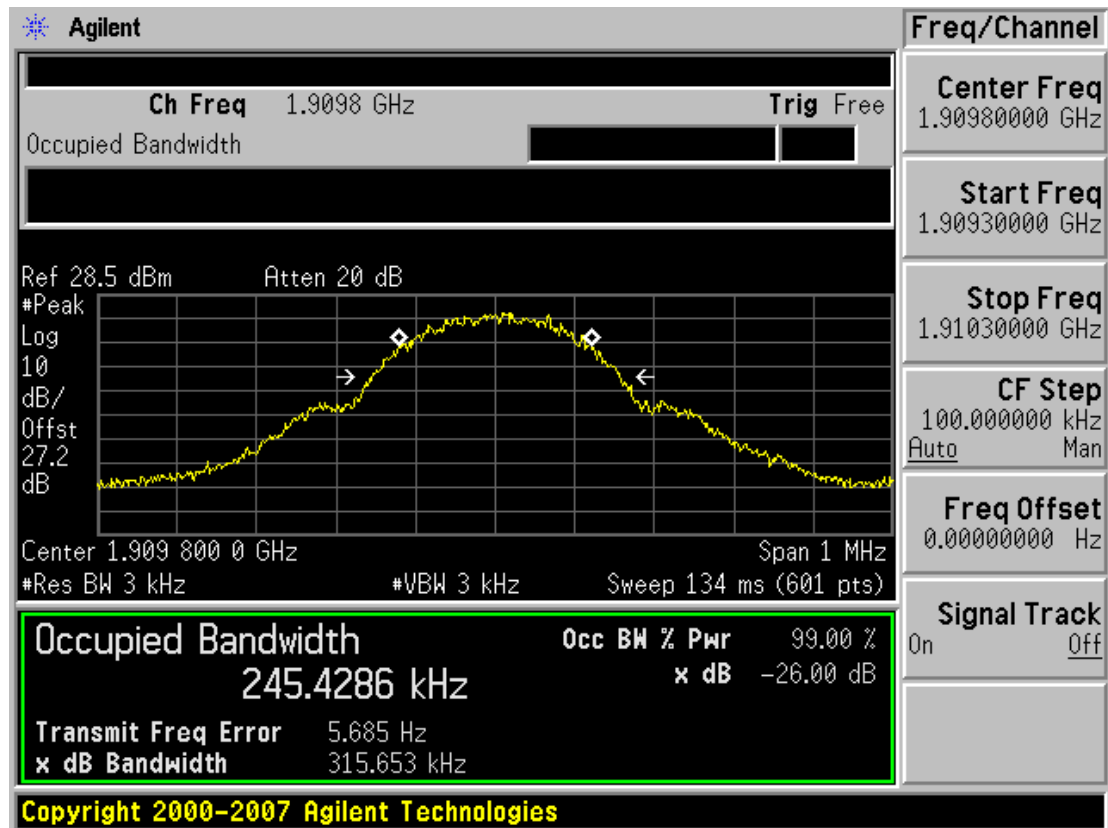 Agilent
Freq/Channel
Ch Freq 1.9098 GHz Trig Free
Occupied Bandwidth
Center Freq
1.90980000 GHz
Start Freq
1.90930000 GHz
Stop Freq
1.91030000 GHz
CF Step
100.000000 kHz
Auto Man
Freq Offset
0.00000000 Hz
Signal Track
On Off
Ref 28.5 dBm Atten 20 dB
#Peak
Log
10
dB/
Offst
27.2
dB
Center 1.909 800 0 GHz Span 1 MHz
#Res BW 3 kHz #VBW 3 kHz Sweep 134 ms (601 pts)
Occupied Bandwidth
245.4286 kHz
Occ BW % Pwr 99.00 %
x dB -26.00 dB
Transmit Freq Error 5.685 Hz
x dB Bandwidth 315.653 kHz
Copyright 2000-2007 Agilent Technologies